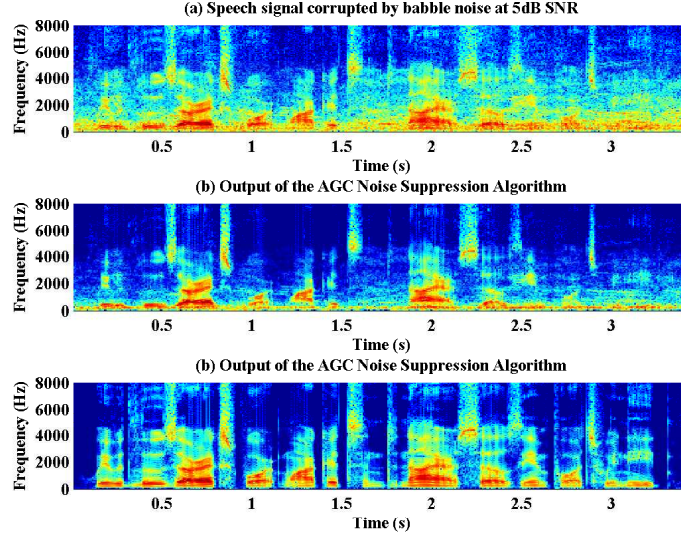 (a) Speech signal corrupted by babble noise at 5dB SNR
8000
6000
4000
2000
0
Frequency (Hz)
0.5 1 1.5 2 2.5 3
Time (s)
(b) Output of the AGC Noise Suppression Algorithm
8000
6000
4000
2000
0
Frequency (Hz)
0.5 1 1.5 2 2.5 3
Time (s)
(b) Output of the AGC Noise Suppression Algorithm
8000
6000
4000
2000
0
Frequency (Hz)
0.5 1 1.5 2 2.5 3
Time (s)